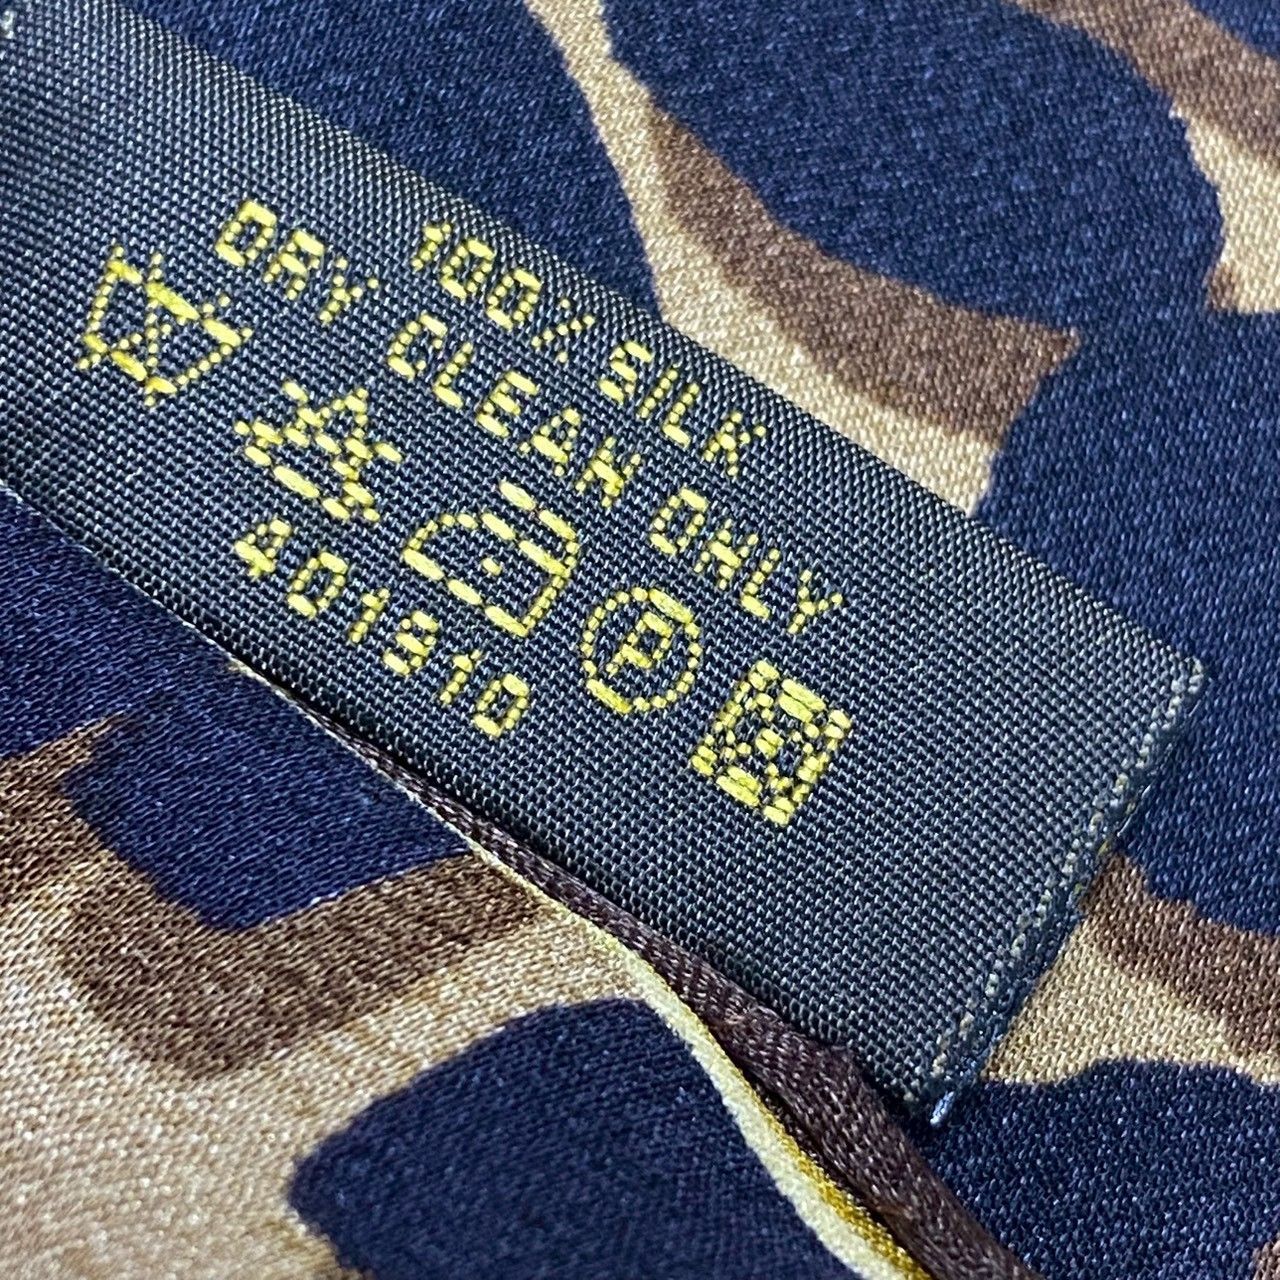 100% SILK
DRY CLEAN ONLY
P
401910